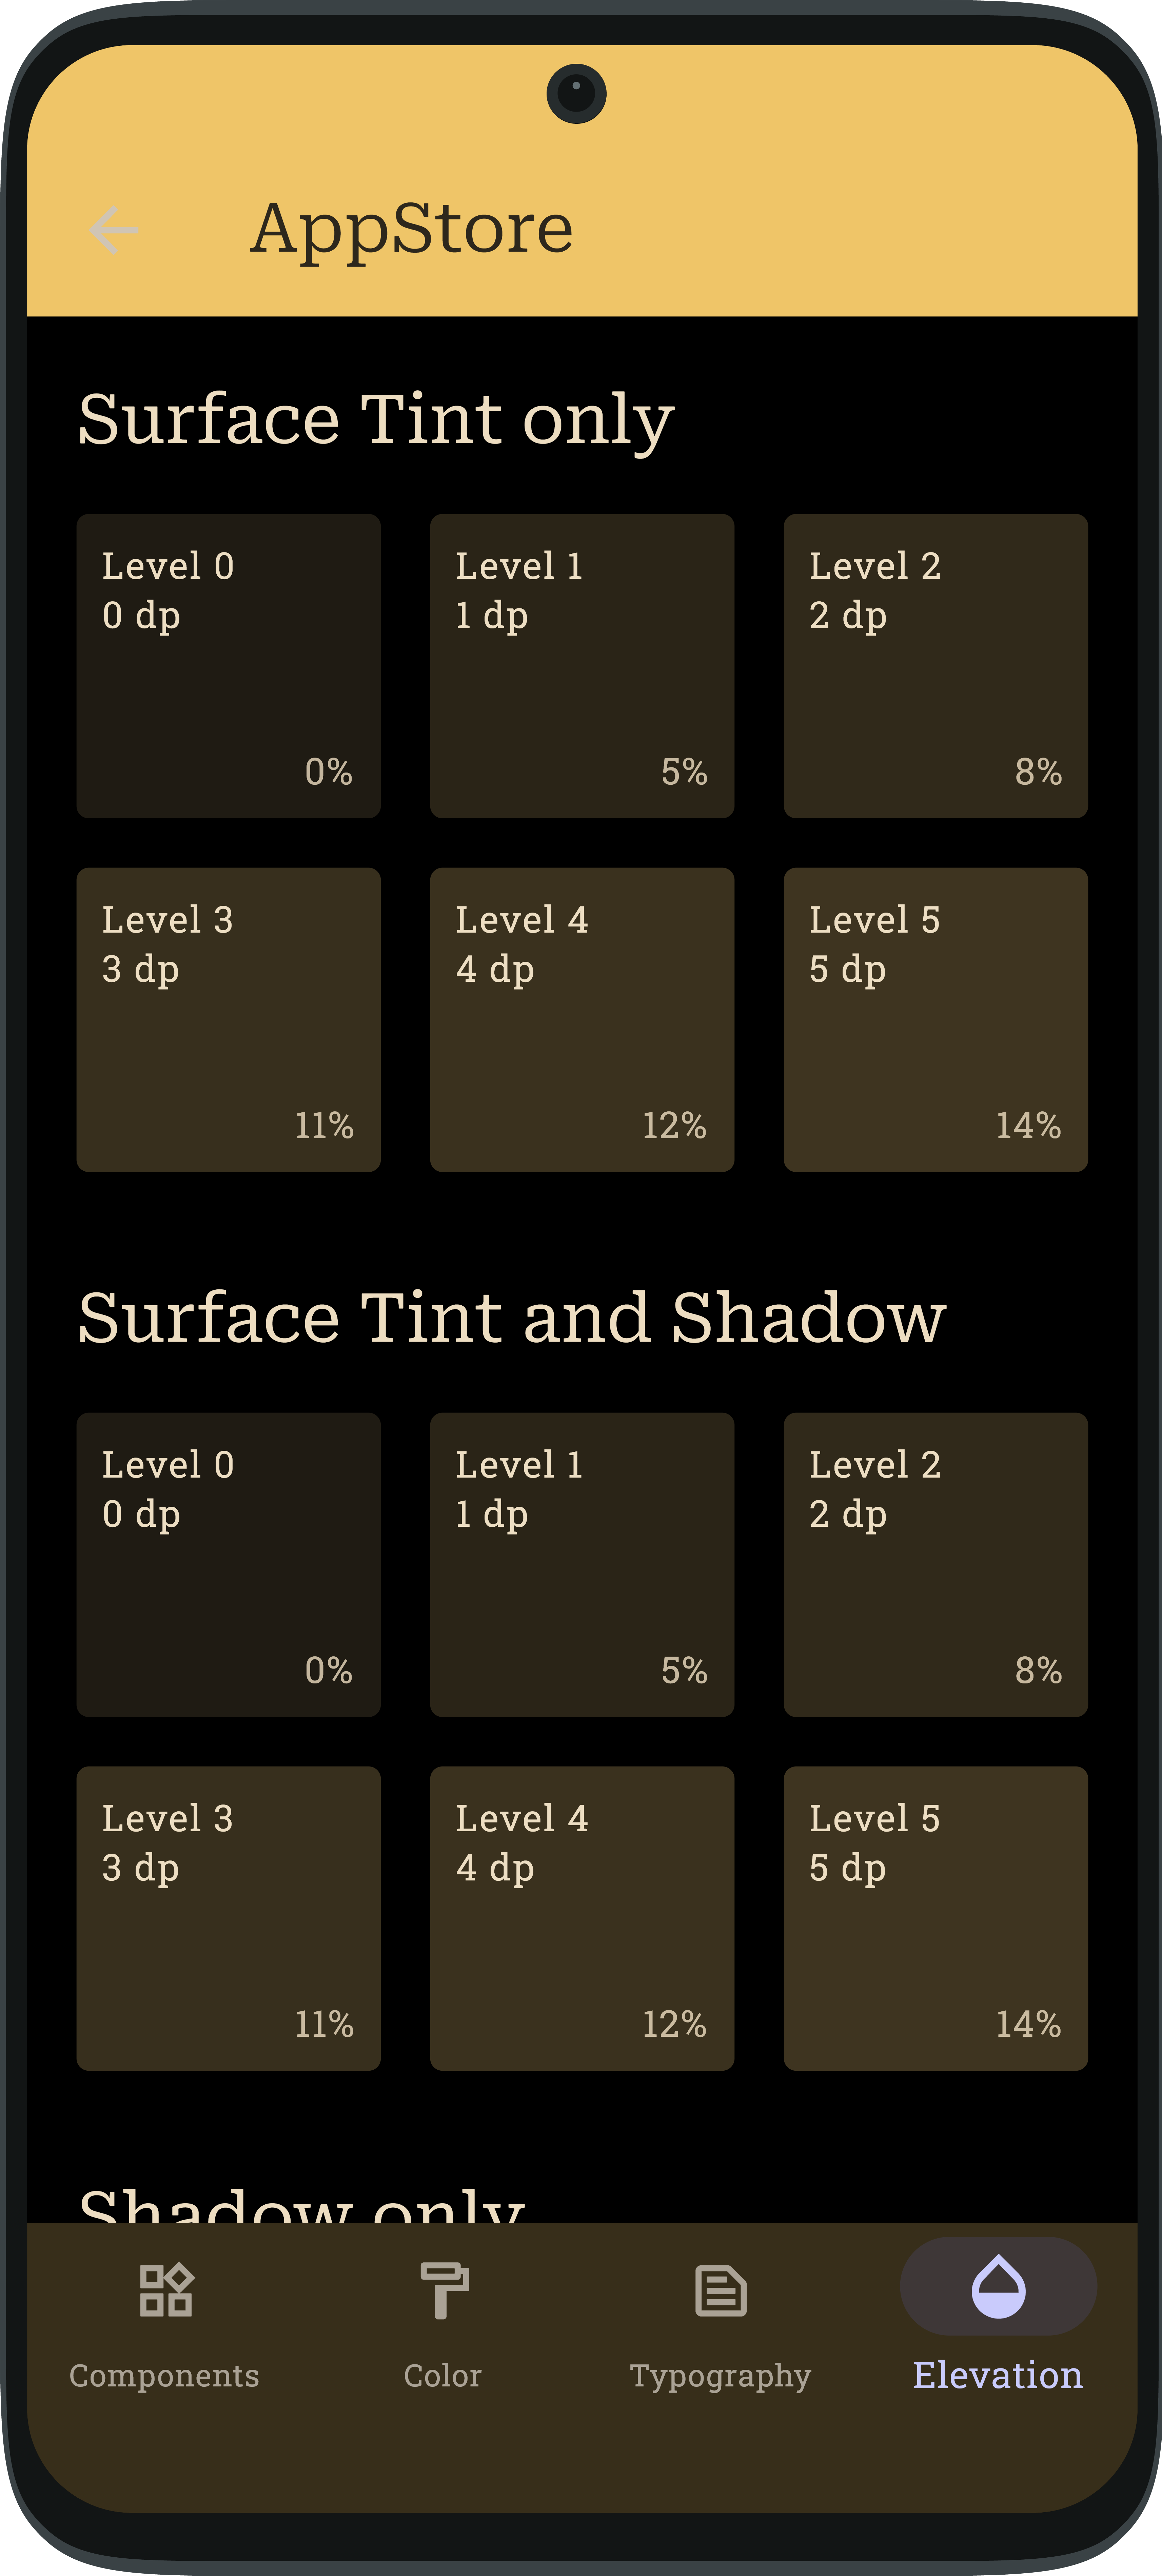 AppStore
Surface Tint only
Level 0
0 dp
0%
Level 1
1 dp
5%
Level 2
2 dp
8%
Level 3
3 dp
11%
Level 4
4 dp
12%
Level 5
5 dp
14%
Surface Tint and Shadow
Level 0
0 dp
0%
Level 1
1 dp
5%
Level 2
2 dp
8%
Level 3
3 dp
11%
Level 4
4 dp
12%
Level 5
5 dp
14%
Shadow only
Components
Color
Typography
Elevation